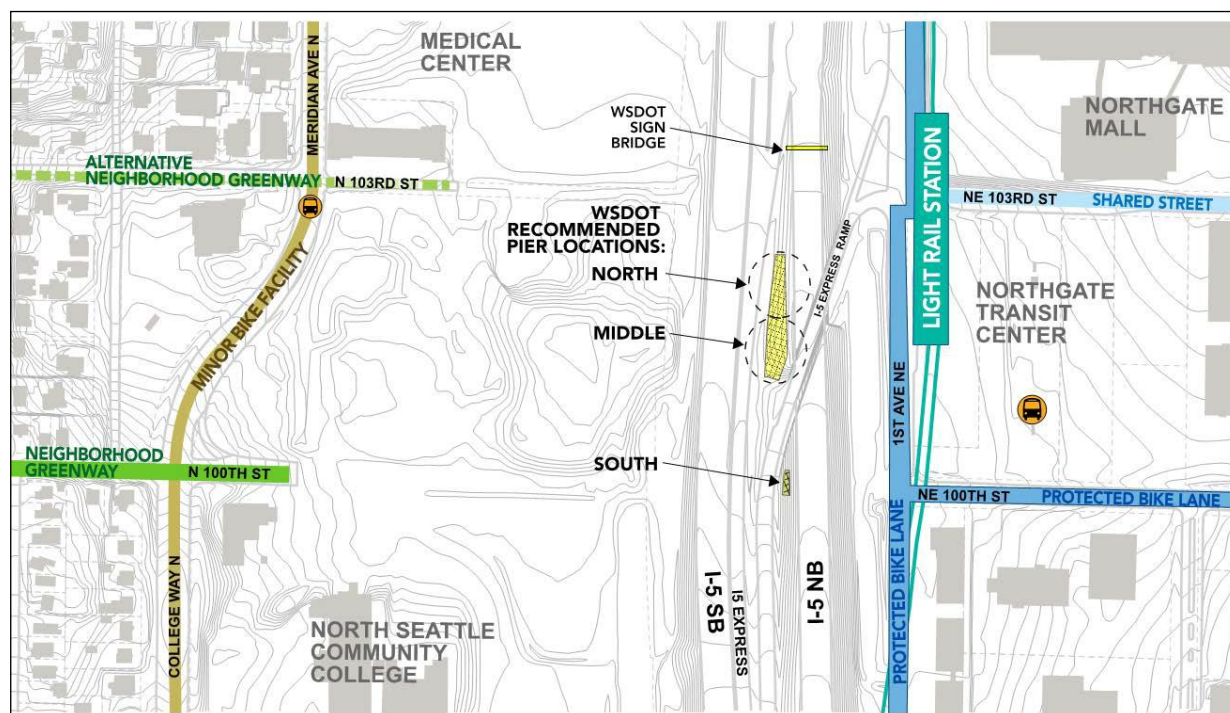 MEDICAL
CENTER
MERIDIAN AVE N
WSDOT
SIGN
BRIDGE
NORTHGATE
MALL
ALTERNATIVE
NEIGHBORHOOD GREENWAY
N 103RD ST
NE 103RD ST
SHARED STREET
LIGHT RAIL STATION
WSDOT
RECOMMENDED
PIER LOCATIONS:
NORTH
MIDDLE
I-5 EXPRESS RAMP
NORTHGATE
TRANSIT
CENTER
MINOR BIKE FACILITY
1ST AVE NE
NEIGHBORHOOD
GREENWAY
N 100TH ST
SOUTH
NE 100TH ST
PROTECTED BIKE LANE
COLLEGE WAY N
NORTH SEATTLE
COMMUNITY
COLLEGE
I-5 SB
I5 EXPRESS
I-5 NB
PROTECTED BIKE LANE